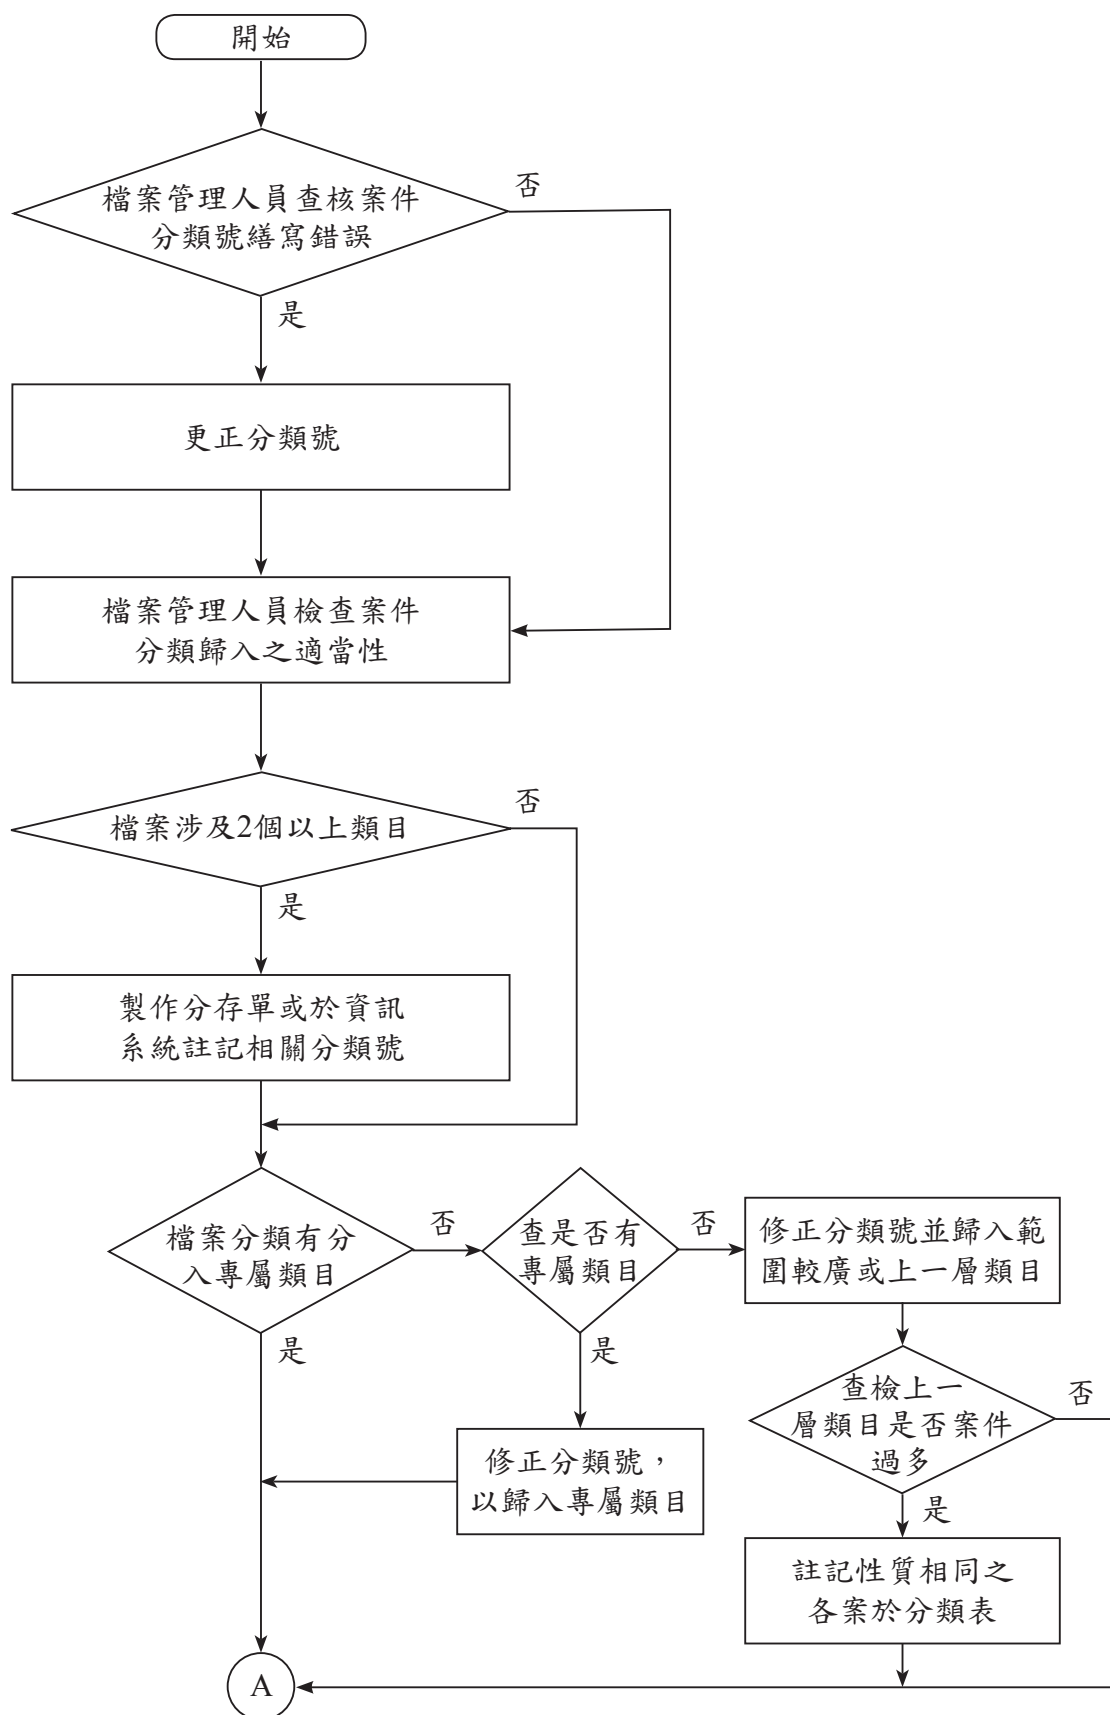 開始
檔案管理人員查核案件
分類號繕寫錯誤
否
是
更正分類號
檔案管理人員檢查案件
分類歸入之適當性
檔案涉及2個以上類目
否
是
製作分存單或於資訊
系統註記相關分類號
檔案分類有分
入專屬類目
否
是
查是否有
專屬類目
否
是
修正分類號並歸入範
圍較廣或上一層類目
查檢上一
層類目是否案件
過多
否
是
修正分類號，
以歸入專屬類目
註記性質相同之
各案於分類表
A